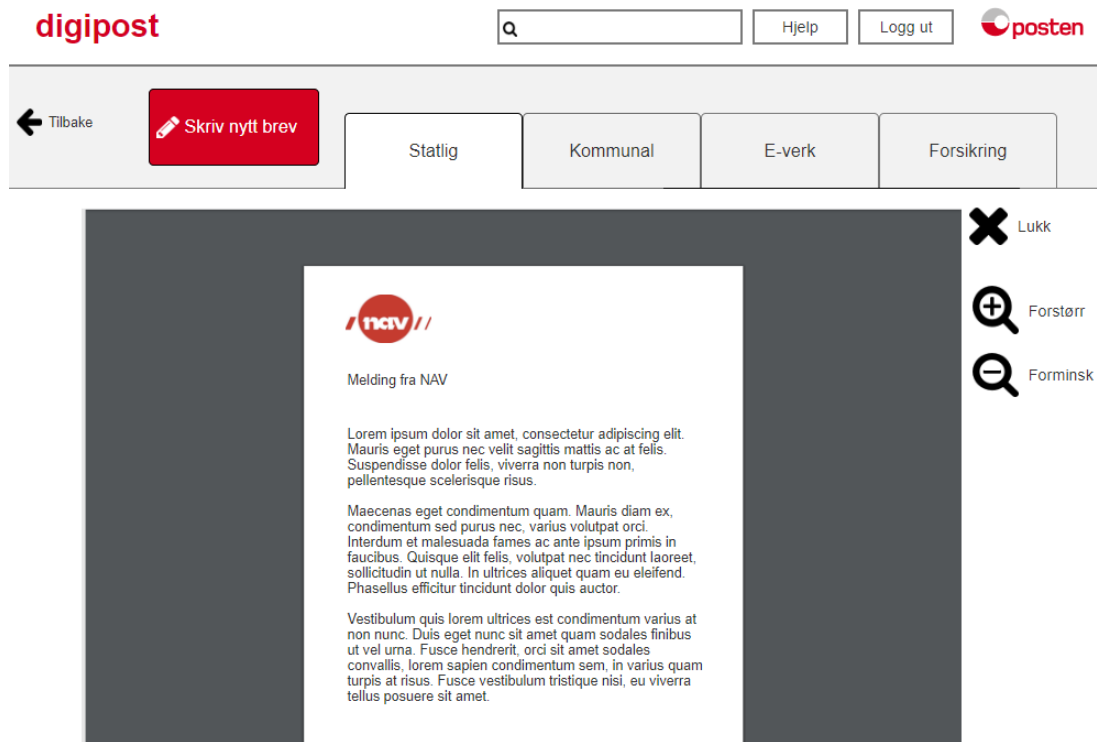 digipost
Hjelp
Logg ut
posten
Tilbake
Skriv nytt brev
Statlig
Kommunal
E-verk
Forsikring
Lukk
Forstørr
Forminsk
nav
Melding fra NAV
Lorem ipsum dolor sit amet, consectetur adipiscing elit.
Mauris eget purus nec velit sagittis mattis ac at felis.
Suspendisse dolor felis, viverra non turpis non,
pellentesque scelerisque risus.
Maecenas eget condimentum quam. Mauris diam ex,
condimentum sed purus nec, varius volutpat orci.
Interdum et malesuada fames ac ante ipsum primis in
faucibus. Quisque elit felis, volutpat nec tincidunt laoreet,
sollicitudin ut nulla. In ultrices aliquet quam eu eleifend.
Phasellus efficitur tincidunt dolor quis auctor.
Vestibulum quis lorem ultrices est condimentum varius at
non nunc. Duis eget nunc sit amet quam sodales finibus
ut vel urna. Fusce hendrerit, orci sit amet sodales
convallis, lorem sapien condimentum sem, in varius quam
turpis at risus. Fusce vestibulum tristique nisi, eu viverra
tellus posuere sit amet.